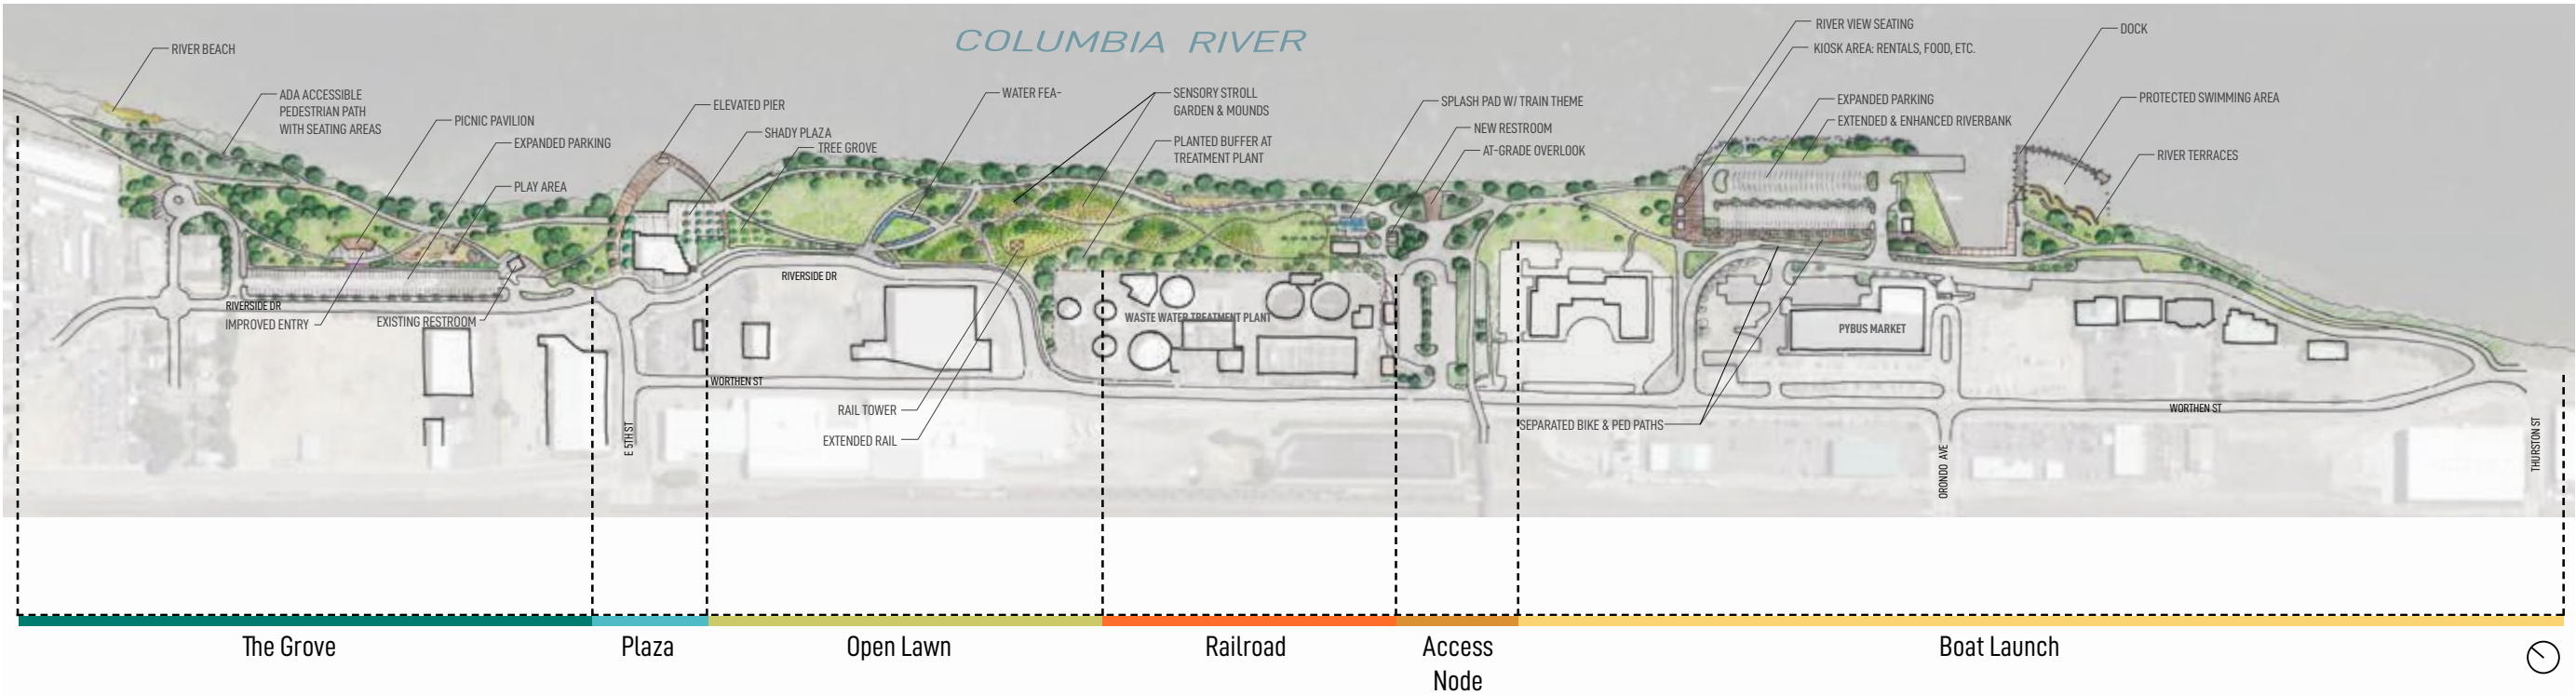 COLUMBIA RIVER
RIVER BEACH
ADA ACCESSIBLE
PEDESTRIAN PATH
WITH SEATING AREAS
PICNIC PAVILION
EXPANDED PARKING
PLAY AREA
ELEVATED PIER
SHADY PLAZA
TREE GROVE
WATER FEA-
SENSORY STROLL
GARDEN & MOUNDS
PLANTED BUFFER AT
TREATMENT PLANT
SPLASH PAD W/ TRAIN THEME
NEW RESTROOM
AT-GRADE OVERLOOK
RIVER VIEW SEATING
KIOSK AREA: RENTALS, FOOD, ETC.
EXPANDED PARKING
EXTENDED & ENHANCED RIVERBANK
DOCK
PROTECTED SWIMMING AREA
RIVER TERRACES
RIVERSIDE DR
IMPROVED ENTRY
EXISTING RESTROOM
RIVERSIDE DR
WASTE WATER TREATMENT PLANT
PYBUS MARKET
WORTHEN ST
E 5TH ST
RAIL TOWER
EXTENDED RAIL
SEPARATED BIKE & PED PATHS
WORTHEN ST
ORONDO AVE
THURSTON ST
The Grove
Plaza
Open Lawn
Railroad
Access
Node
Boat Launch